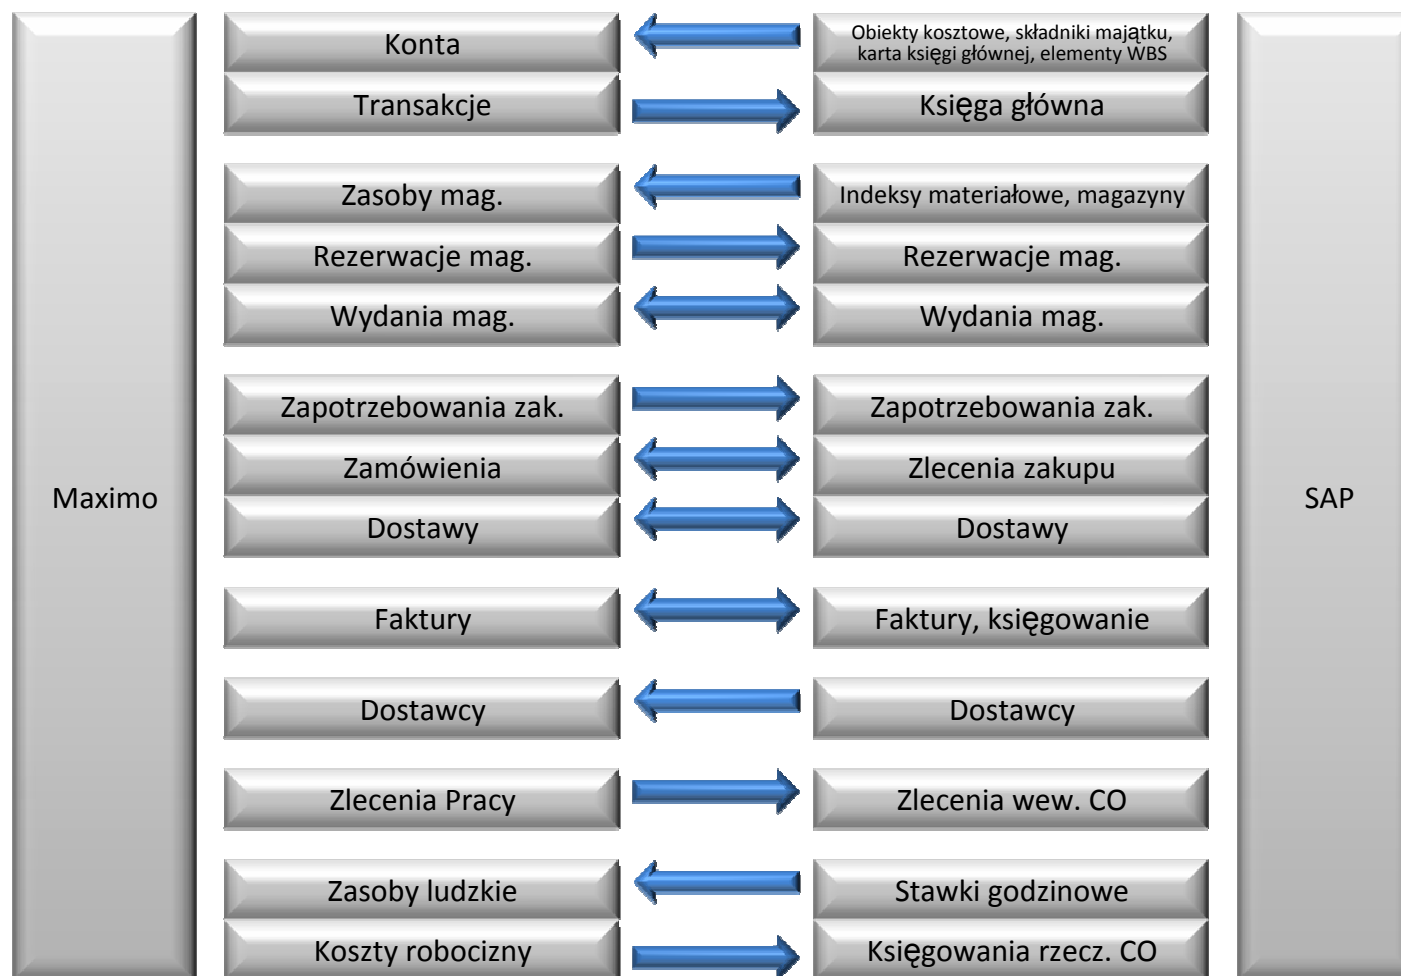 Konta
Obiekty kosztowe, składniki majątku,
karta księgi głównej, elementy WBS
Transakcje
Księga główna
Zasoby mag.
Indeksy materiałowe, magazyny
Rezerwacje mag.
Rezerwacje mag.
Wydania mag.
Wydania mag.
Zapotrzebowania zak.
Zapotrzebowania zak.
Zamówienia
Zlecenia zakupu
Maximo
SAP
Dostawy
Dostawy
Faktury
Faktury, księgowanie
Dostawcy
Dostawcy
Zlecenia Pracy
Zlecenia wew. CO
Zasoby ludzkie
Stawki godzinowe
Koszty robocizny
Księgowania rzecz. CO